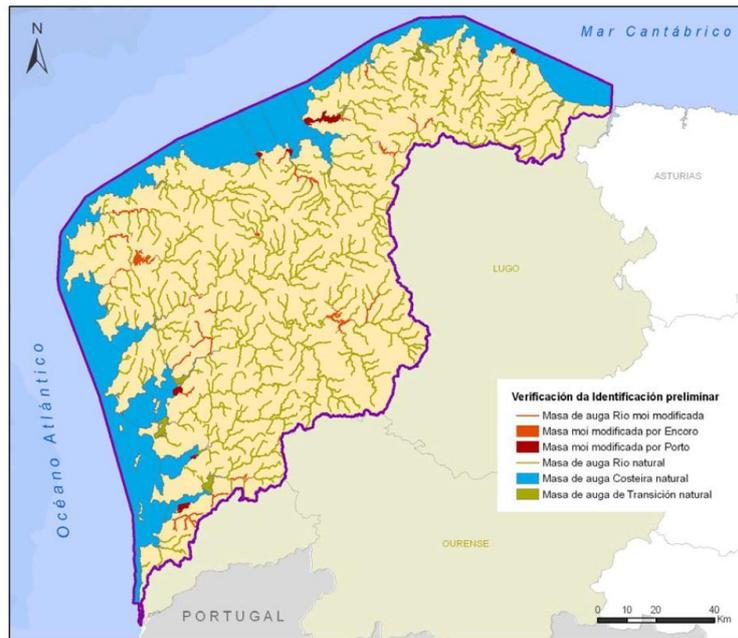 N
Mar Cantábrico
ASTURIAS
LUGO
Océano Atlántico
Verificación da Identificación preliminar
Masa de auga Rio moi modificada
Masa moi modificada por Encoro
Masa moi modificada por Porto
Masa de auga Rio natural
Masa de auga Costeira natural
Masa de auga de Transición natural
OURENSE
PORTUGAL
0 10 20 40
Km